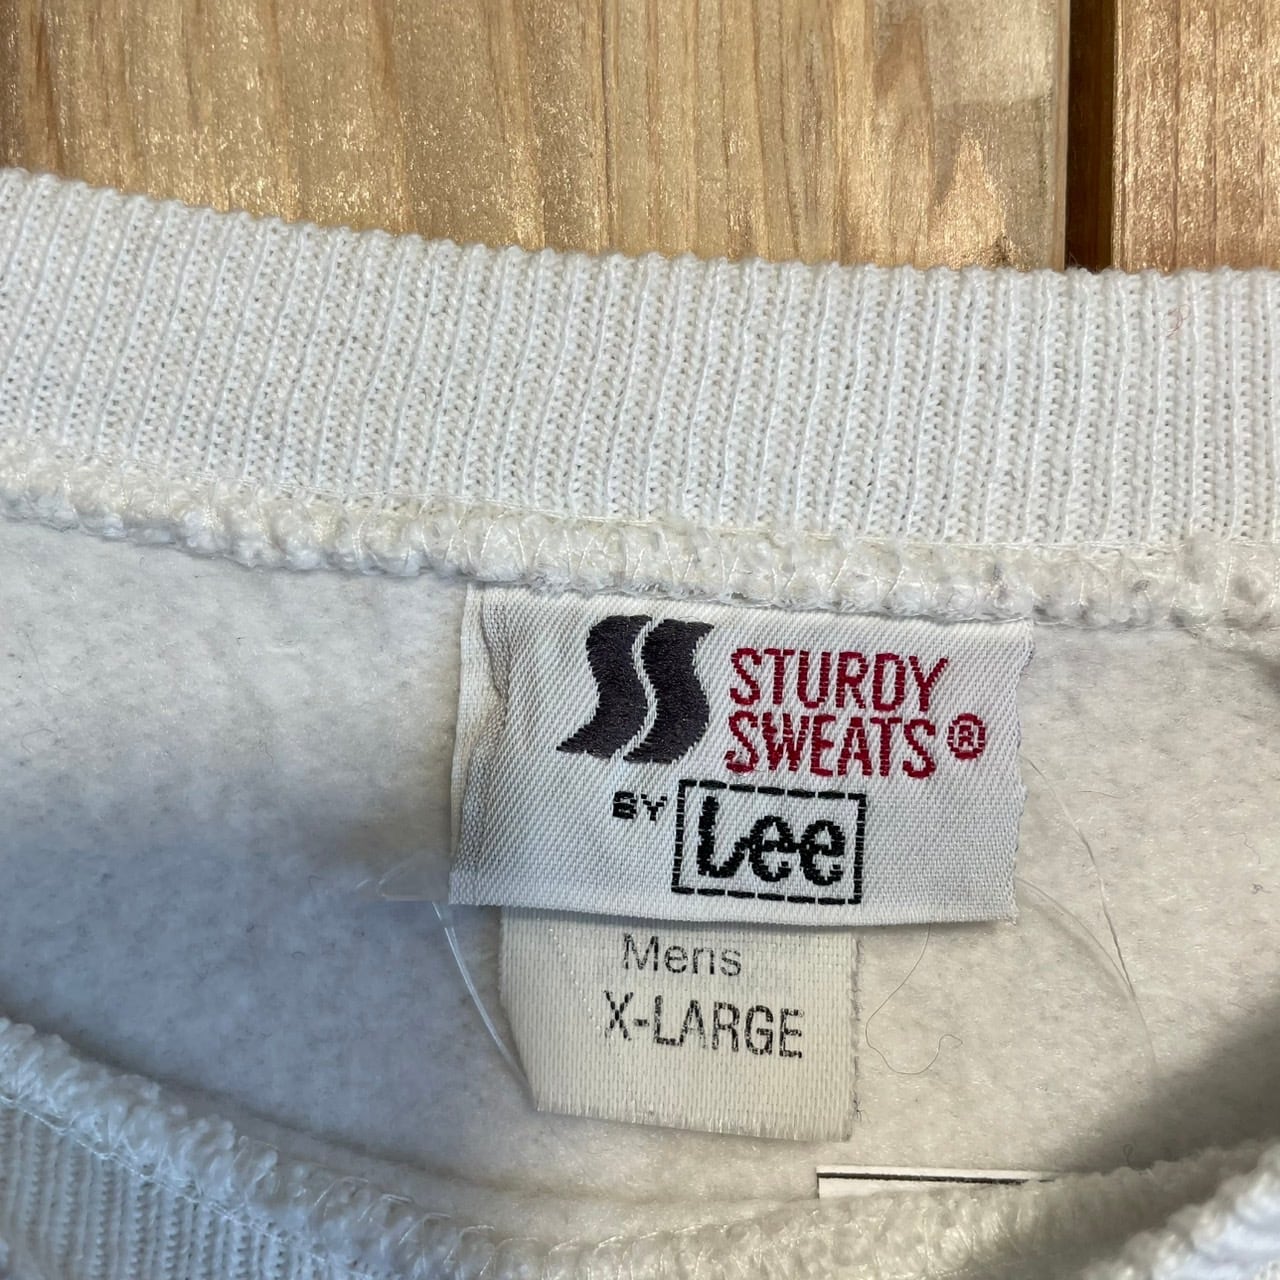 STURDY
SWEATS®
BY Lee
Mens
X-LARGE